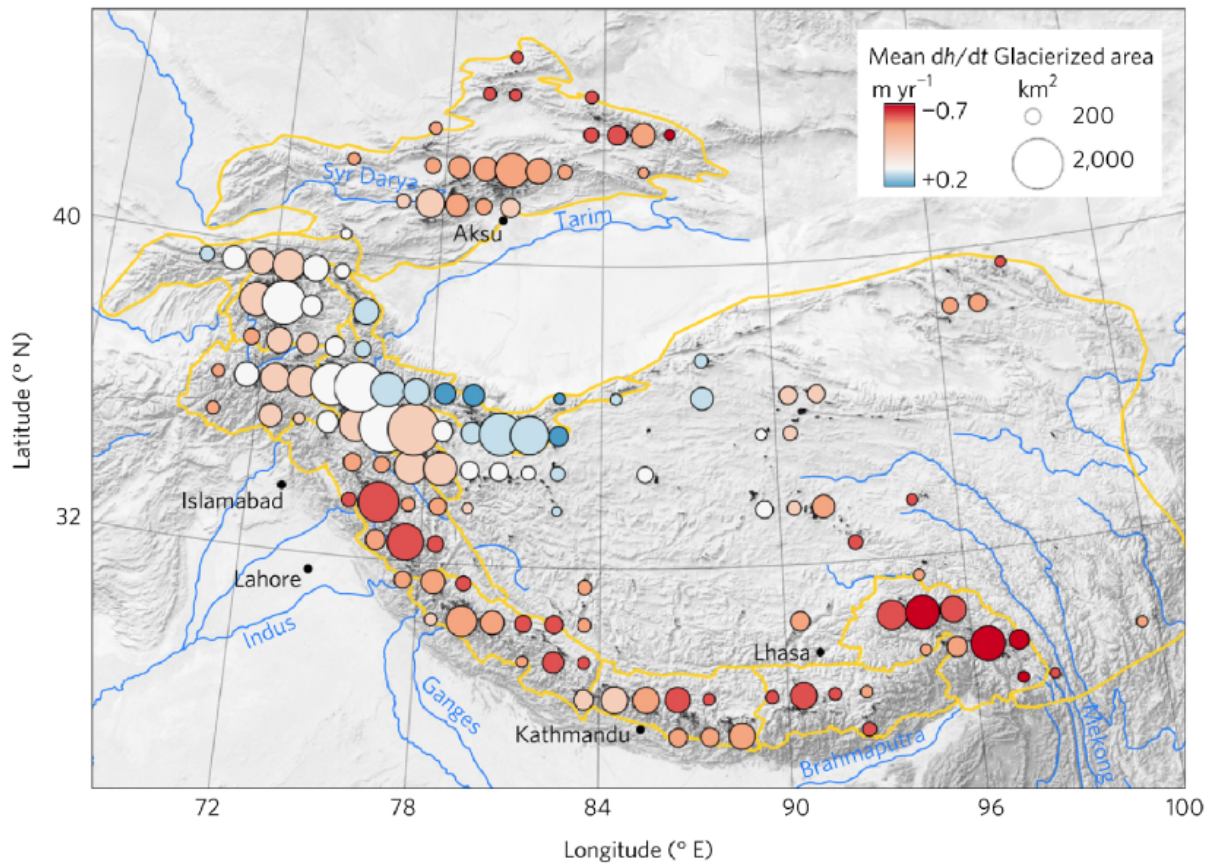 Mean dh/dt Glacierized area
m yr⁻¹ km²
−0.7
+0.2
200
2,000
Syr Darya
Aksu
Tarim
40
32
Latitude (° N)
Islamabad
Lahore
Indus
Ganges
Kathmandu
Lhasa
Brahmaputra
Mekong
72 78 84 90 96 100
Longitude (° E)